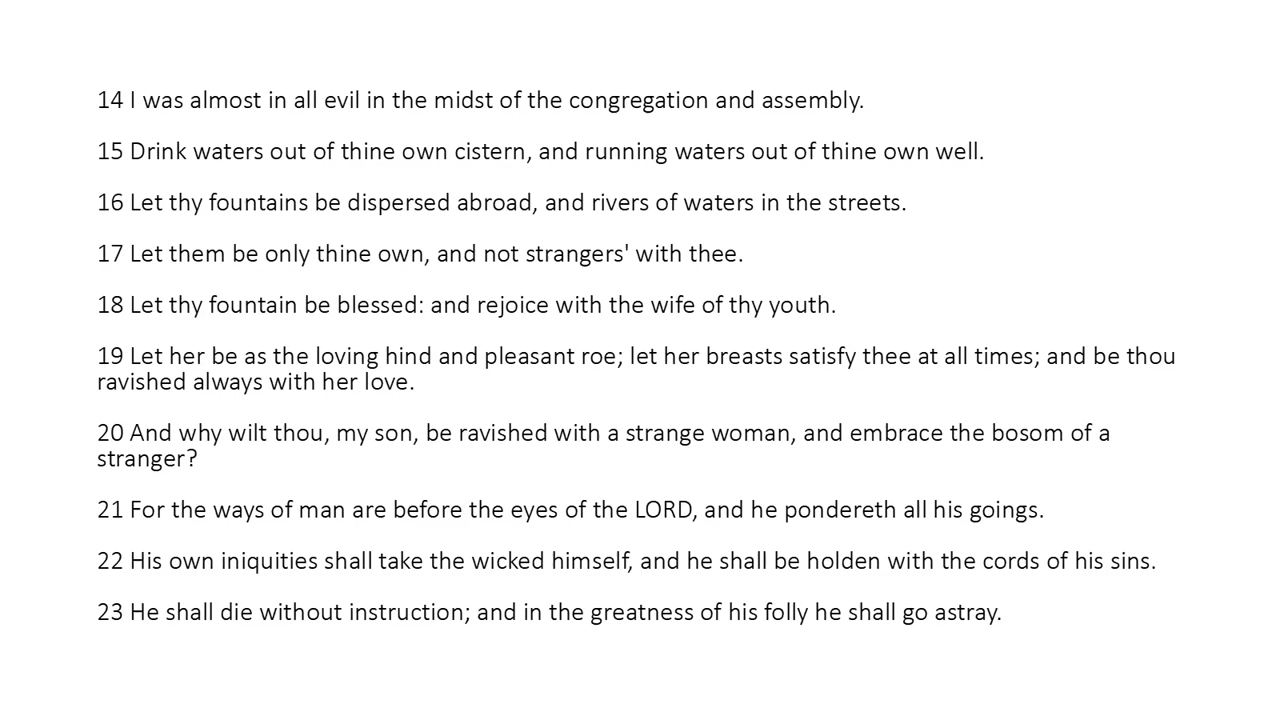 14 I was almost in all evil in the midst of the congregation and assembly.
15 Drink waters out of thine own cistern, and running waters out of thine own well.
16 Let thy fountains be dispersed abroad, and rivers of waters in the streets.
17 Let them be only thine own, and not strangers' with thee.
18 Let thy fountain be blessed: and rejoice with the wife of thy youth.
19 Let her be as the loving hind and pleasant roe; let her breasts satisfy thee at all times; and be thou
ravished always with her love.
20 And why wilt thou, my son, be ravished with a strange woman, and embrace the bosom of a
stranger?
21 For the ways of man are before the eyes of the LORD, and he pondereth all his goings.
22 His own iniquities shall take the wicked himself, and he shall be holden with the cords of his sins.
23 He shall die without instruction; and in the greatness of his folly he shall go astray.